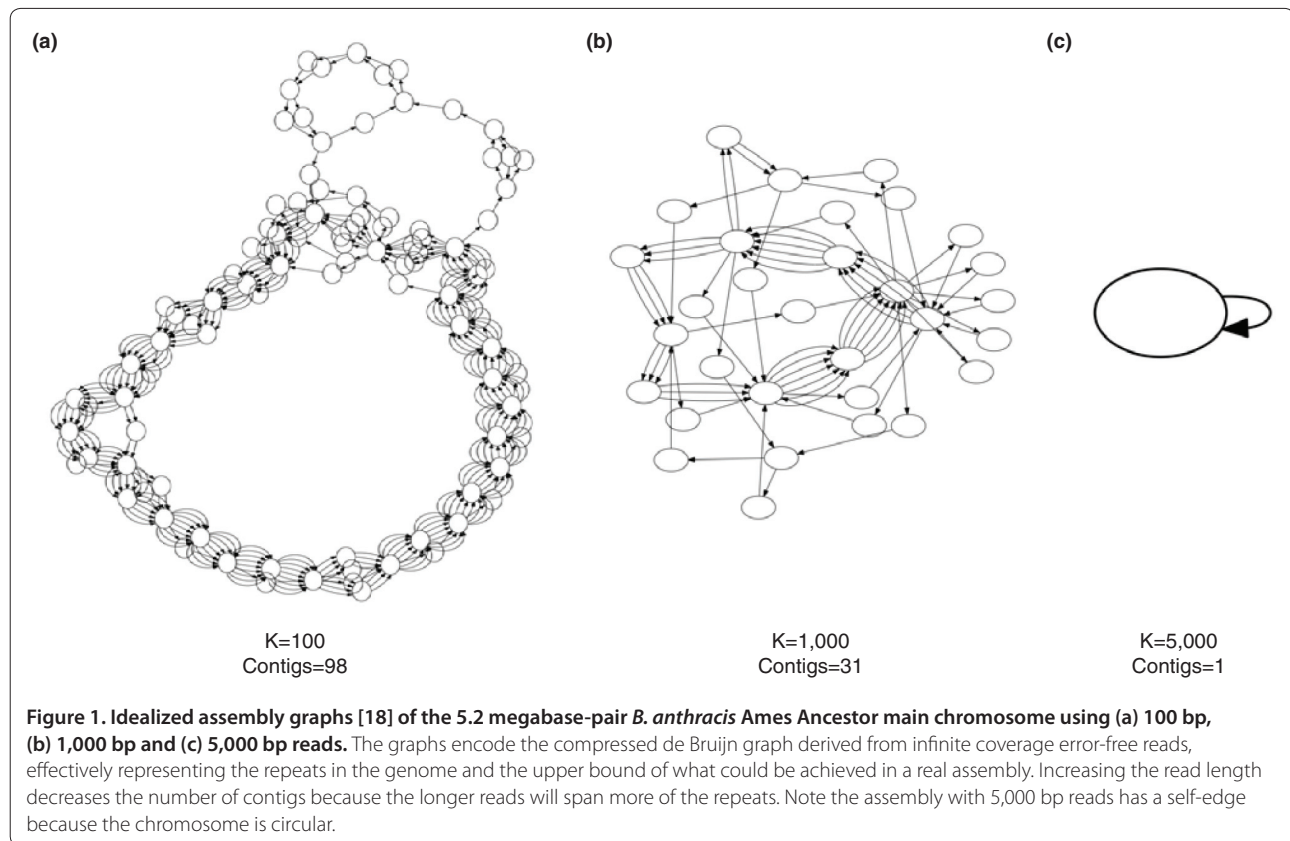 (a)
(b)
(c)
K=100
Contigs=98
K=1,000
Contigs=31
K=5,000
Contigs=1
Figure 1. Idealized assembly graphs [18] of the 5.2 megabase-pair B. anthracis Ames Ancestor main chromosome using (a) 100 bp,
(b) 1,000 bp and (c) 5,000 bp reads. The graphs encode the compressed de Bruijn graph derived from infinite coverage error-free reads,
effectively representing the repeats in the genome and the upper bound of what could be achieved in a real assembly. Increasing the read length
decreases the number of contigs because the longer reads will span more of the repeats. Note the assembly with 5,000 bp reads has a self-edge
because the chromosome is circular.